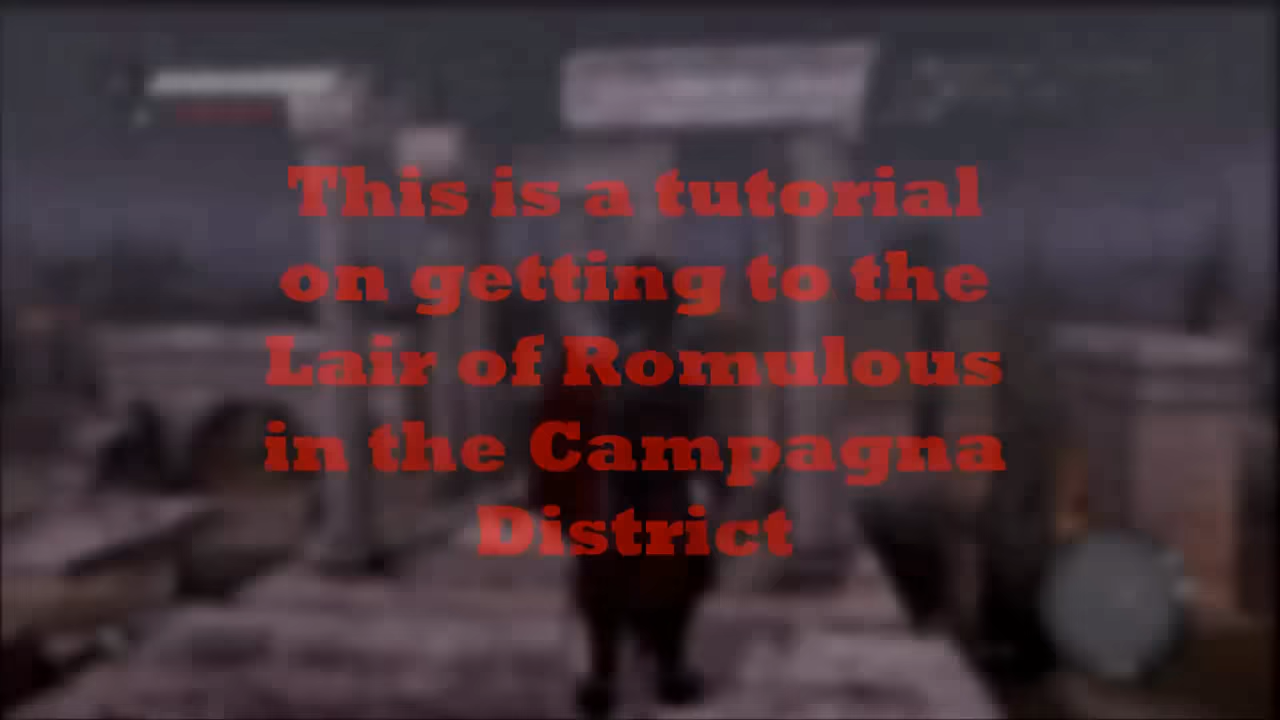 This is a tutorial
on getting to the
Lair of Romulous
in the Campagna
District